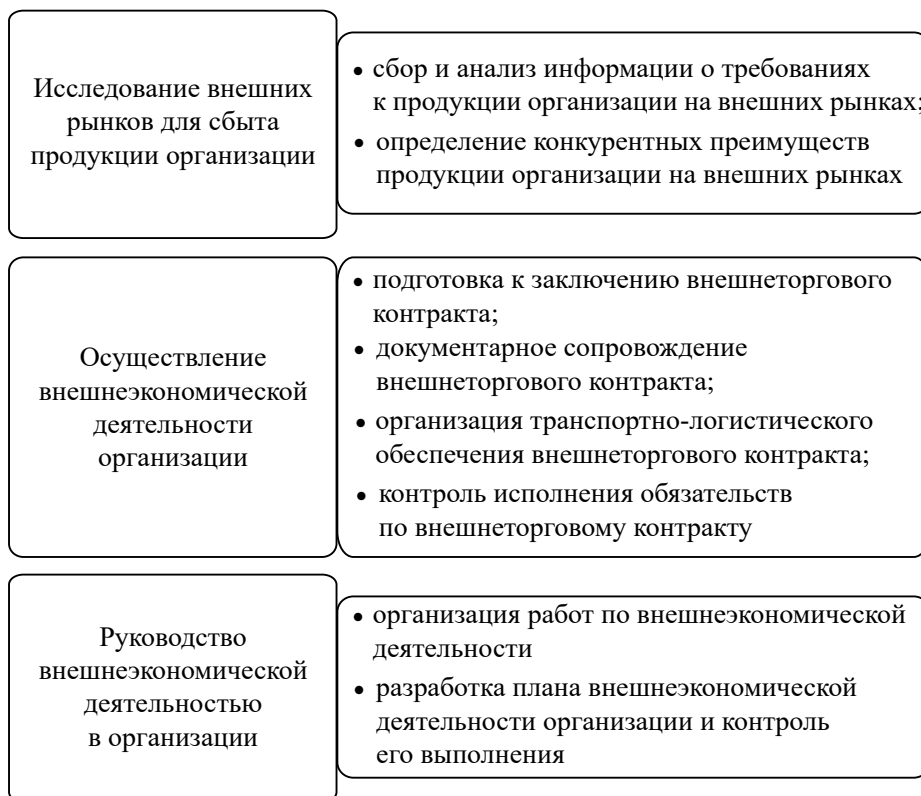 Исследование внешних
рынков для сбыта
продукции организации
• сбор и анализ информации о требованиях
к продукции организации на внешних рынках;
• определение конкурентных преимуществ
продукции организации на внешних рынках
Осуществление
внешнеэкономической
деятельности
организации
• подготовка к заключению внешнеторгового
контракта;
• документарное сопровождение
внешнеторгового контракта;
• организация транспортно-логистического
обеспечения внешнеторгового контракта;
• контроль исполнения обязательств
по внешнеторговому контракту
Руководство
внешнеэкономической
деятельностью
в организации
• организация работ по внешнеэкономической
деятельности
• разработка плана внешнеэкономической
деятельности организации и контроль
его выполнения